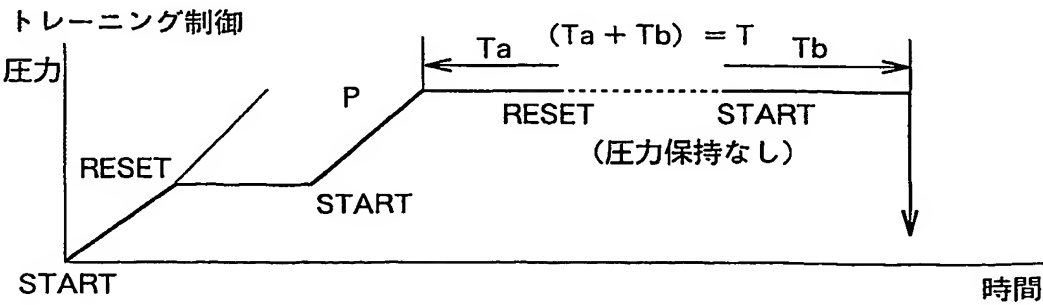 トレーニング制御
Ta (Ta + Tb) = T Tb
圧力
P
RESET START
RESET
(圧力保持なし)
START
START
時間